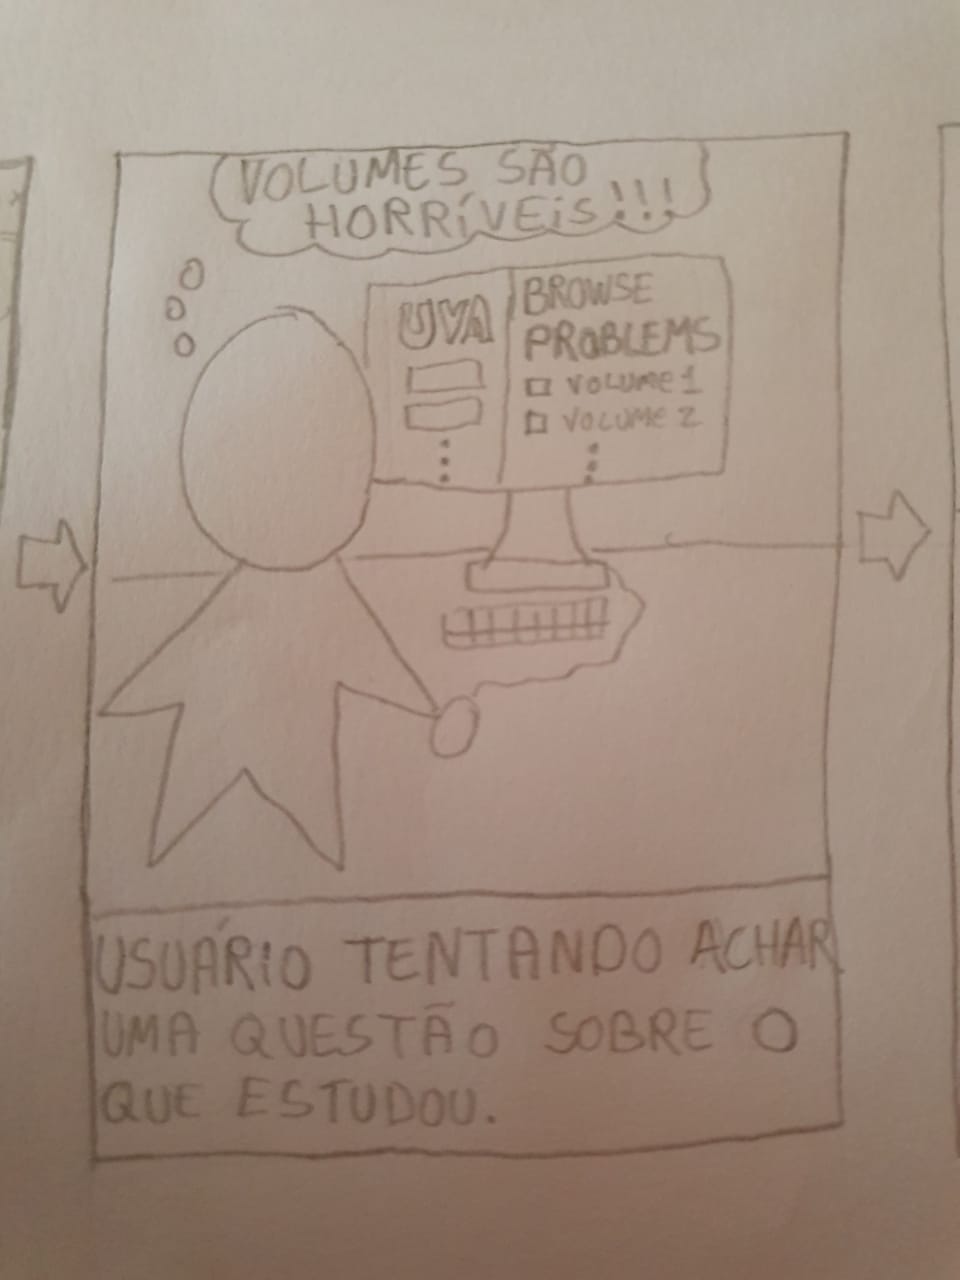 VOLUMES SÃO
HORRÍVEiS!!!
UVA
BROWSE
PROBLEMS
VOLUME 1
VOLUME 2
USUÁRIO TENTANDO ACHAR
UMA QUESTÃO SOBRE O
QUE ESTUDOU.